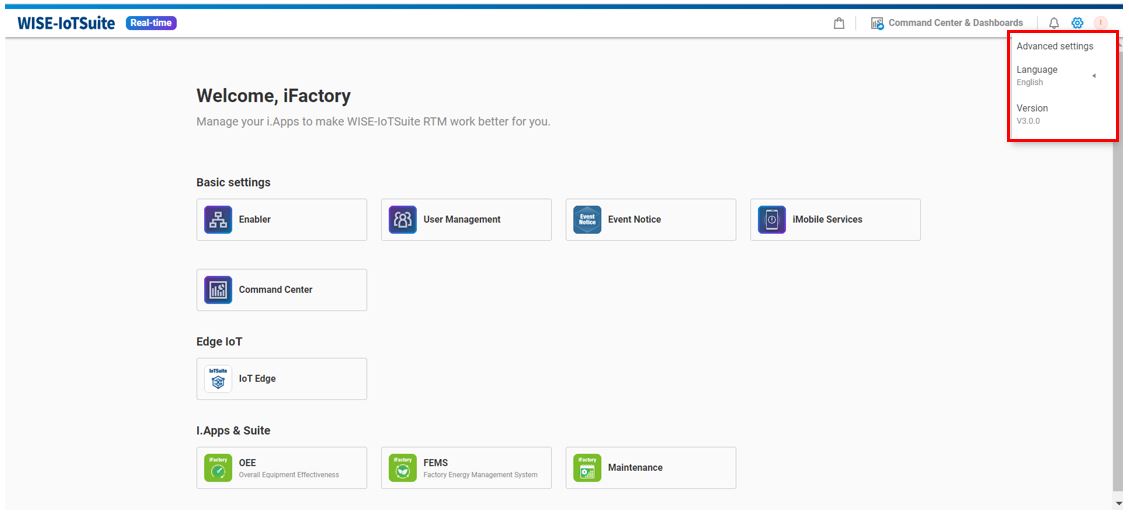 WISE-IoTSuite Real-time Command Center & Dashboards I
Advanced settings
Language
English
Version
V3.0.0
Welcome, iFactory
Manage your i.Apps to make WISE-IoTSuite RTM work better for you.
Basic settings
Enabler
User Management
Event
Notice
Event Notice
iMobile Services
Command Center
Edge IoT
IoTSuite
IoT Edge
I.Apps & Suite
iFactory
OEE
Overall Equipment Effectiveness
iFactory
FEMS
Factory Energy Management System
iFactory
Maintenance